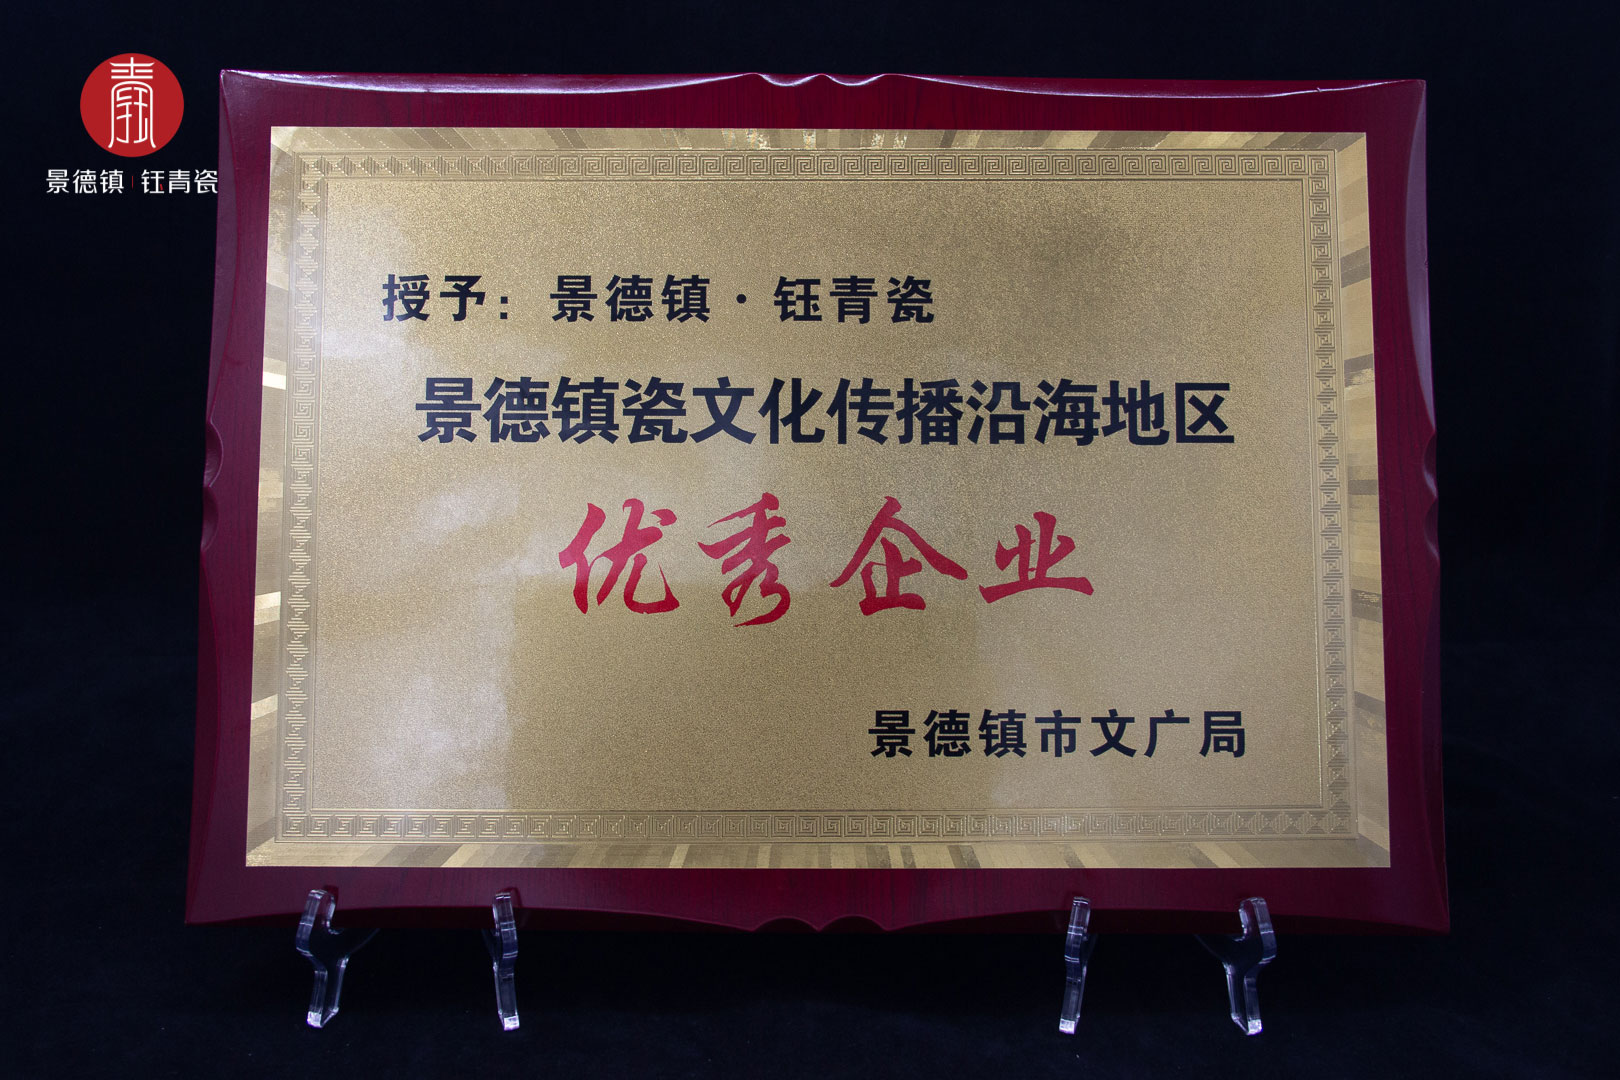 景德镇 | 钰青瓷
授予：景德镇·钰青瓷
景德镇瓷文化传播沿海地区
优秀企业
景德镇市文广局